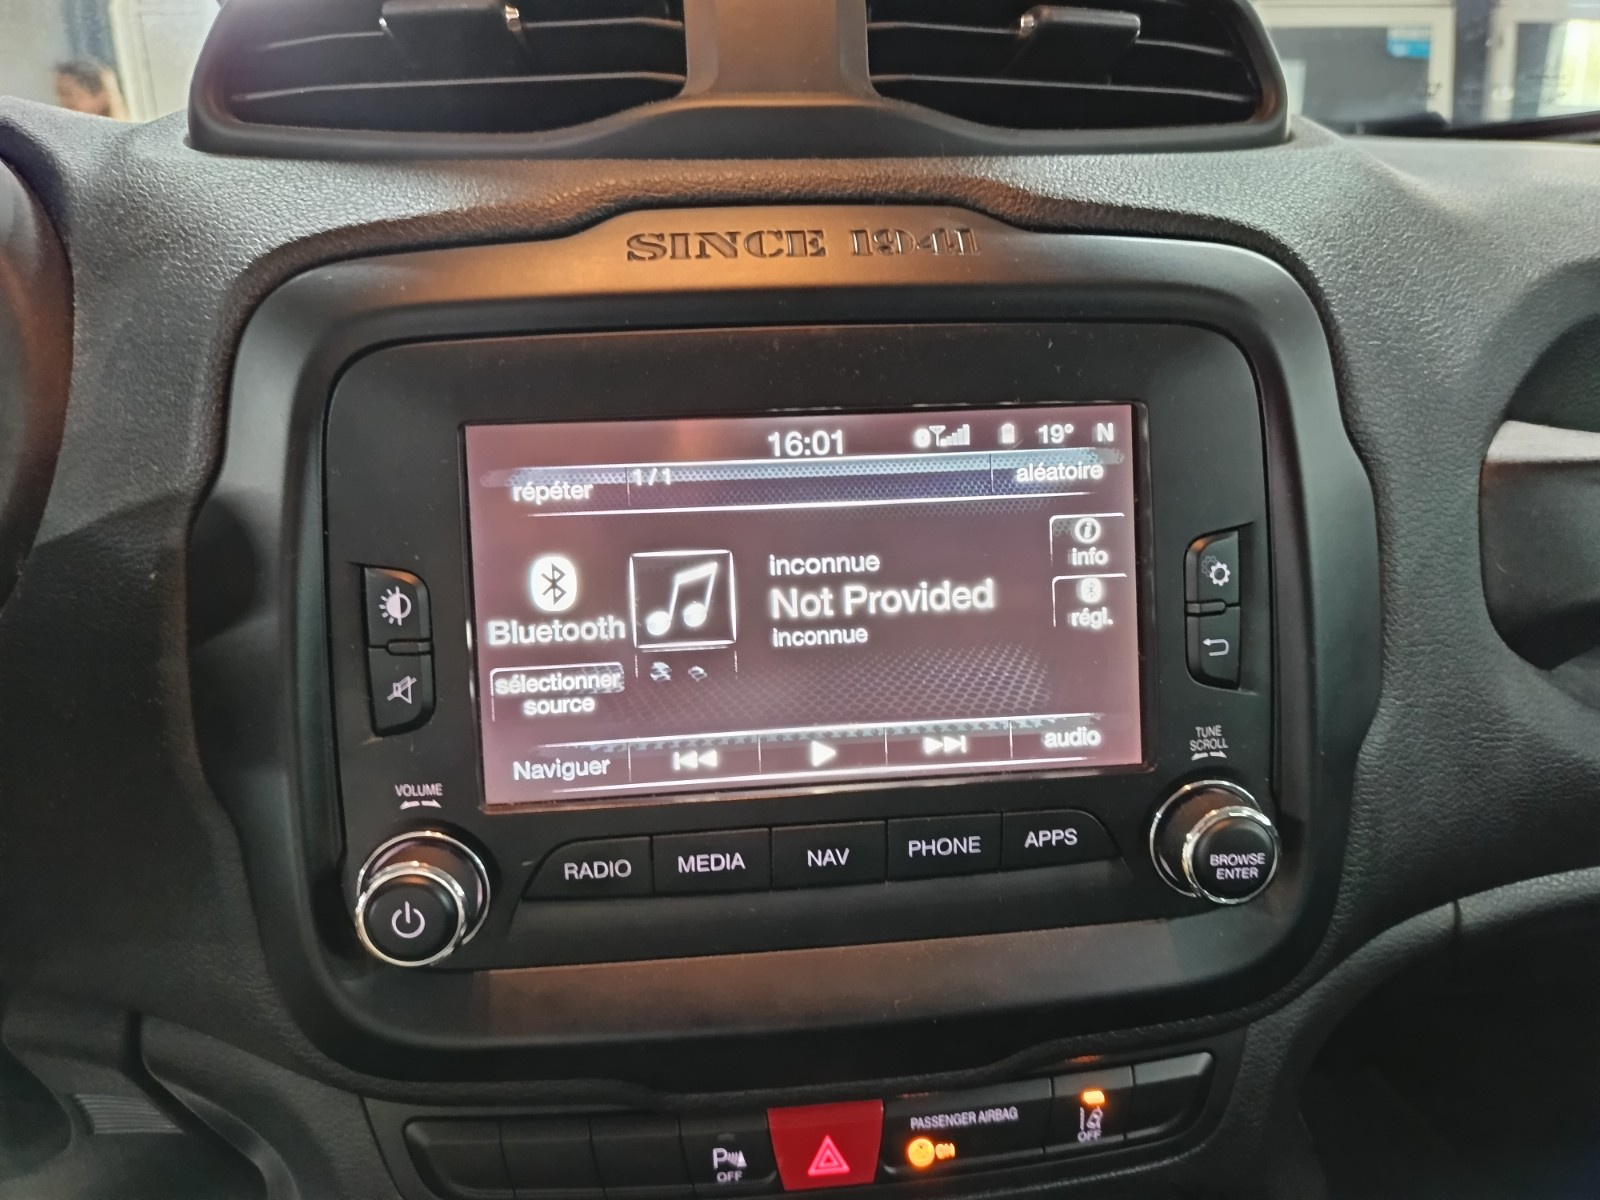 SINCE 1941
16:01 19° N
répéter 1/1 aléatoire
info
inconnue
Not Provided
inconnue
régl.
Bluetooth
sélectionner
source
Naviguer audio
VOLUME
TUNE
SCROLL
RADIO MEDIA NAV PHONE APPS
BROWSE
ENTER
PASSENGER AIRBAG
ON
P OFF
OFF